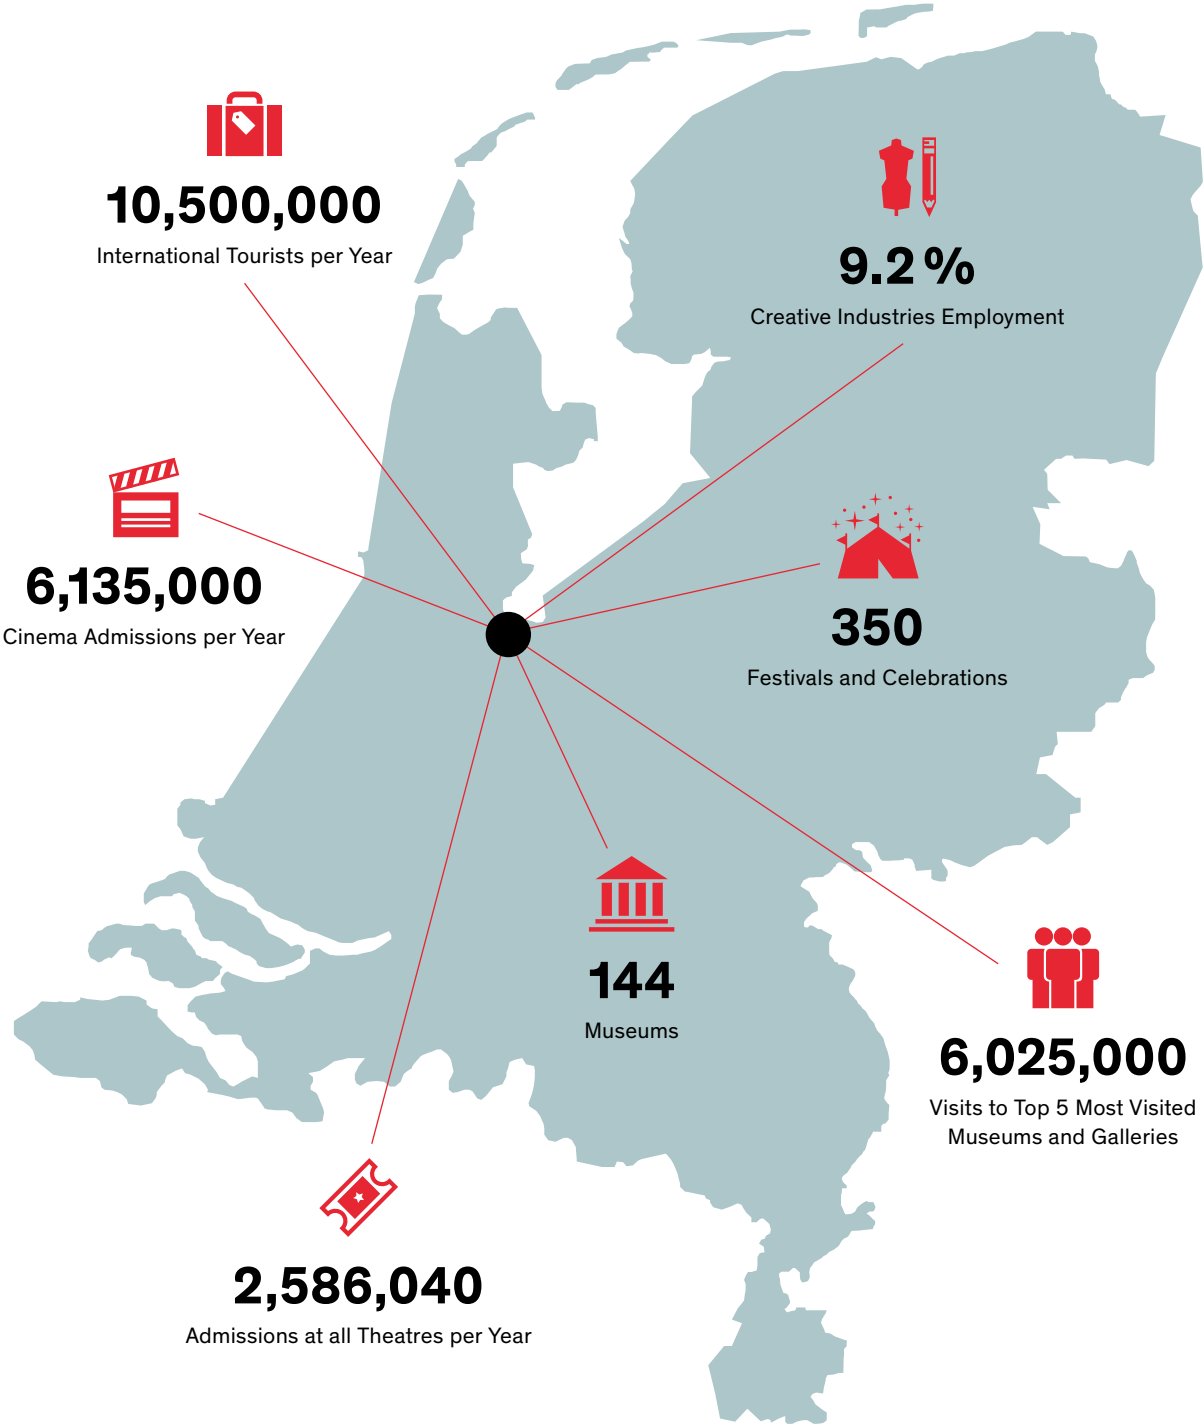 10,500,000
International Tourists per Year
9.2 %
Creative Industries Employment
6,135,000
Cinema Admissions per Year
350
Festivals and Celebrations
144
Museums
6,025,000
Visits to Top 5 Most Visited
Museums and Galleries
2,586,040
Admissions at all Theatres per Year